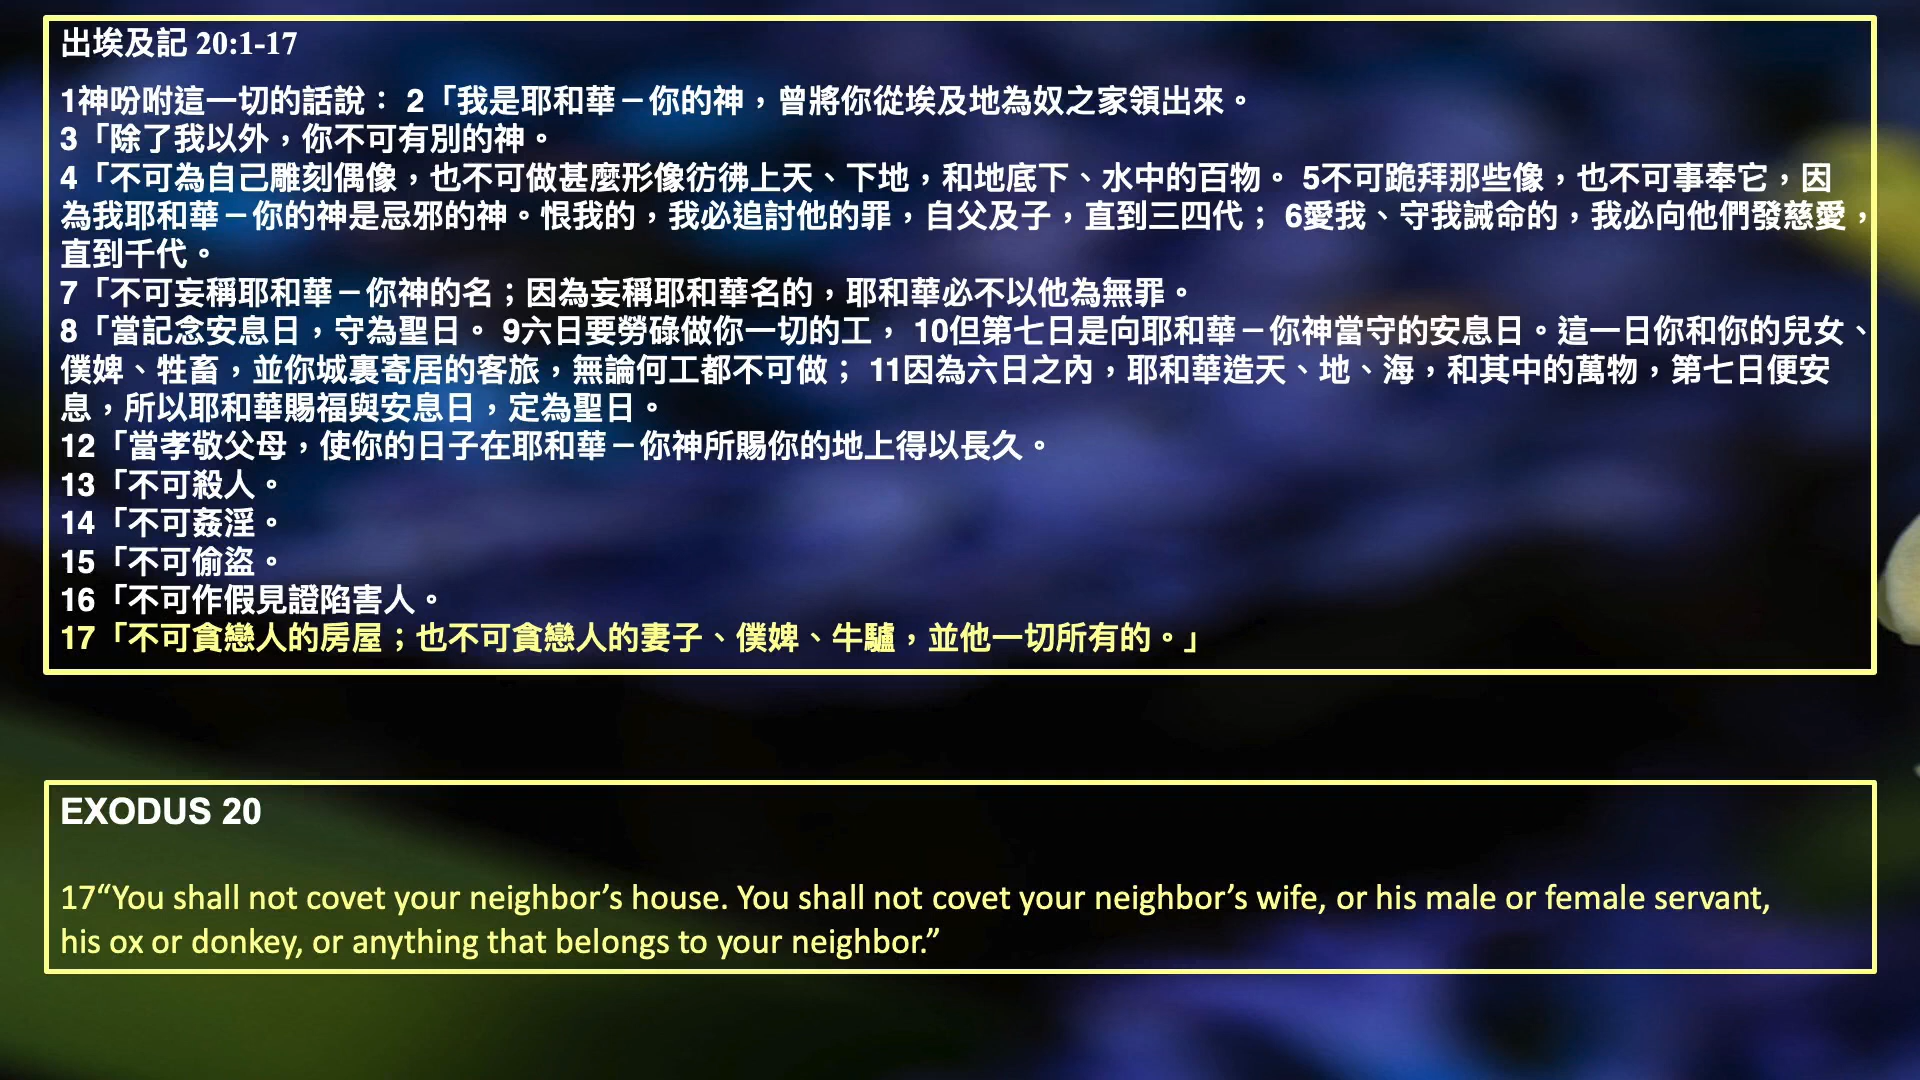 出埃及記 20:1-17
1神吩咐這一切的話說： 2「我是耶和華－你的神，曾將你從埃及地為奴之家領出來。
3「除了我以外，你不可有別的神。
4「不可為自己雕刻偶像，也不可做甚麼形像彷彿上天、下地，和地底下、水中的百物。 5不可跪拜那些像，也不可事奉它，因
為我耶和華－你的神是忌邪的神。恨我的，我必追討他的罪，自父及子，直到三四代； 6愛我、守我誡命的，我必向他們發慈愛，
直到千代。
7「不可妄稱耶和華－你神的名；因為妄稱耶和華名的，耶和華必不以他為無罪。
8「當記念安息日，守為聖日。 9六日要勞碌做你一切的工， 10但第七日是向耶和華－你神當守的安息日。這一日你和你的兒女、
僕婢、牲畜，並你城裏寄居的客旅，無論何工都不可做； 11因為六日之內，耶和華造天、地、海，和其中的萬物，第七日便安
息，所以耶和華賜福與安息日，定為聖日。
12「當孝敬父母，使你的日子在耶和華－你神所賜你的地上得以長久。
13「不可殺人。
14「不可姦淫。
15「不可偷盜。
16「不可作假見證陷害人。
17「不可貪戀人的房屋；也不可貪戀人的妻子、僕婢、牛驢，並他一切所有的。」
EXODUS 20
17“You shall not covet your neighbor’s house. You shall not covet your neighbor’s wife, or his male or female servant,
his ox or donkey, or anything that belongs to your neighbor.”